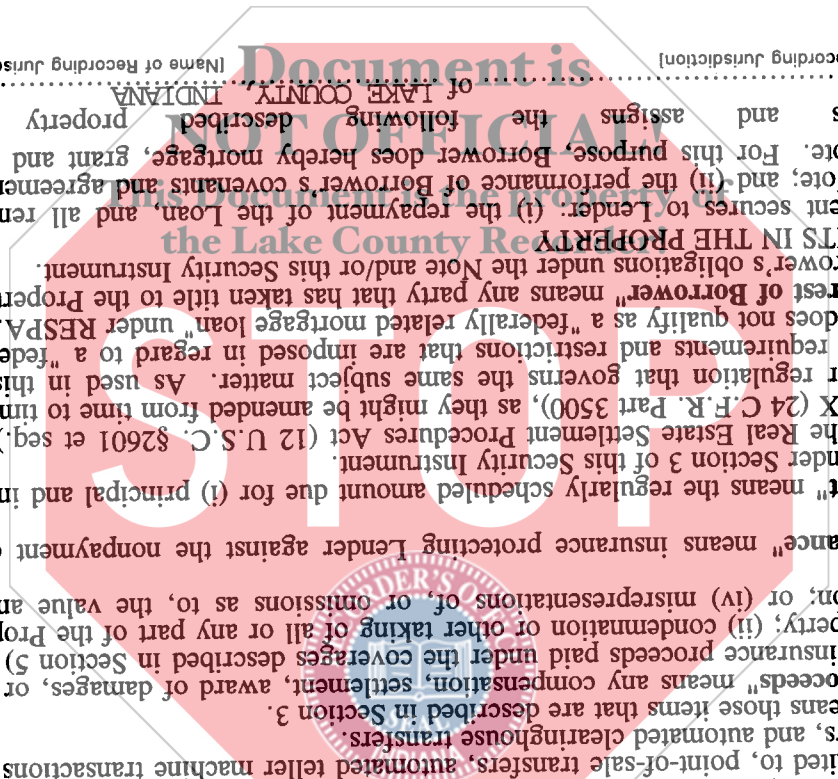 ited to, point-of-sale transfers, automated teller machine transactions
s, and automated clearinghouse transfers.
eans those items that are described in Section 3.
oceeds" means any compensation, settlement, award of damages, or
insurance proceeds paid under the coverages described in Section 5)
perty; (ii) condemnation or other taking of all or any part of the Prop
on; or (iv) misrepresentations of, or omissions as to, the value an
ance" means insurance protecting Lender against the nonpayment
t" means the regularly scheduled amount due for (i) principal and in
nder Section 3 of this Security Instrument.
he Real Estate Settlement Procedures Act (12 U.S.C. §2601 et seq.)
X (24 C.F.R. Part 3500), as they might be amended from time to tim
r regulation that governs the same subject matter. As used in this
requirements and restrictions that are imposed in regard to a "fede
does not qualify as a "federally related mortgage loan" under RESPA.
rest of Borrower" means any party that has taken title to the Propert
rower's obligations under the Note and/or this Security Instrument.
TS IN THE PROPERTY
ent secures to Lender: (i) the repayment of the Loan, and all ren
ote; and (ii) the performance of Borrower's covenants and agreemen
ote. For this purpose, Borrower does hereby mortgage, grant and
s and assigns the following described property
of LAKE COUNTY, INDIANA
ecording Jurisdiction] [Name of Recording Jurisd
Document is
NOT OFFICIAL
This Document is the property of
the Lake County Recorder!
STOP
RECORDER'S OF
SEAL
INDIANA